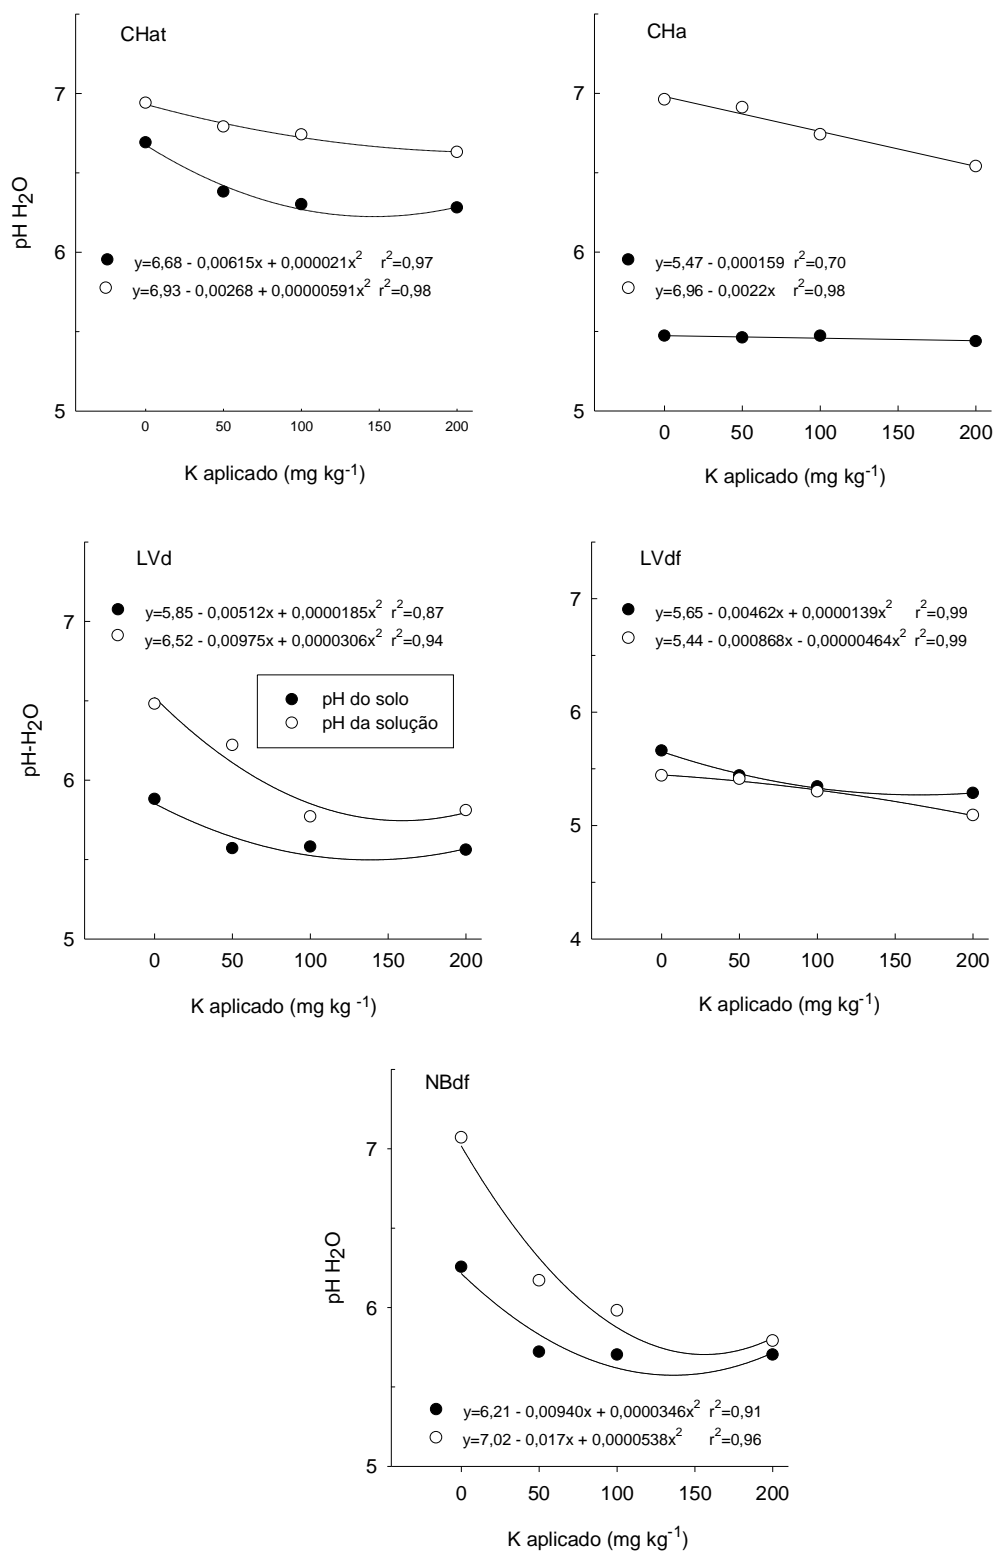 CHat
7
6
5
pH H2O
y=6,68 - 0,00615x + 0,000021x² r²=0,97
y=6,93 - 0,00268 + 0,00000591x² r²=0,98
0 50 100 150 200
K aplicado (mg kg-1)
CHa
7
6
5
y=5,47 - 0,000159 r²=0,70
y=6,96 - 0,0022x r²=0,98
0 50 100 150 200
K aplicado (mg kg-1)
LVd
y=5,85 - 0,00512x + 0,0000185x² r²=0,87
y=6,52 - 0,00975x + 0,0000306x² r²=0,94
7
6
5
pH-H2O
pH do solo
pH da solução
0 50 100 150 200
K aplicado (mg kg -1)
LVdf
y=5,65 - 0,00462x + 0,0000139x² r²=0,99
y=5,44 - 0,000868x - 0,00000464x² r²=0,99
7
6
5
4
0 50 100 150 200
K aplicado (mg kg-1)
NBdf
7
6
5
pH H2O
y=6,21 - 0,00940x + 0,0000346x² r²=0,91
y=7,02 - 0,017x + 0,0000538x² r²=0,96
0 50 100 150 200
K aplicado (mg kg-1)